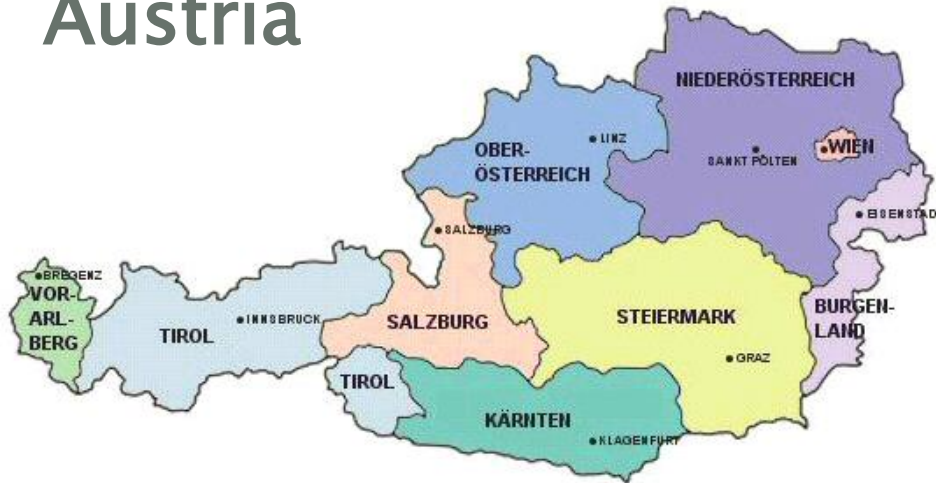 Austria
NIEDERÖSTERREICH
LINZ
OBER-
ÖSTERREICH
SANKT PÖLTEN
WIEN
EISENSTAD
SALZBURG
BREGENZ
VOR-
ARL-
BERG
TIROL
INNSBRUCK
SALZBURG
STEIERMARK
BURGEN-
LAND
GRAZ
TIROL
KÄRNTEN
KLAGENFURT